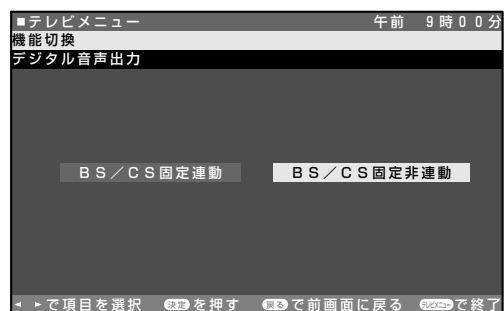 ■テレビメニュー 午前 9時00分
機能切換
デジタル音声出力
BS/CS固定連動 BS/CS固定非連動
◂ ▸で項目を選択 決定を押す 戻るで前画面に戻る テレビメニューで終了